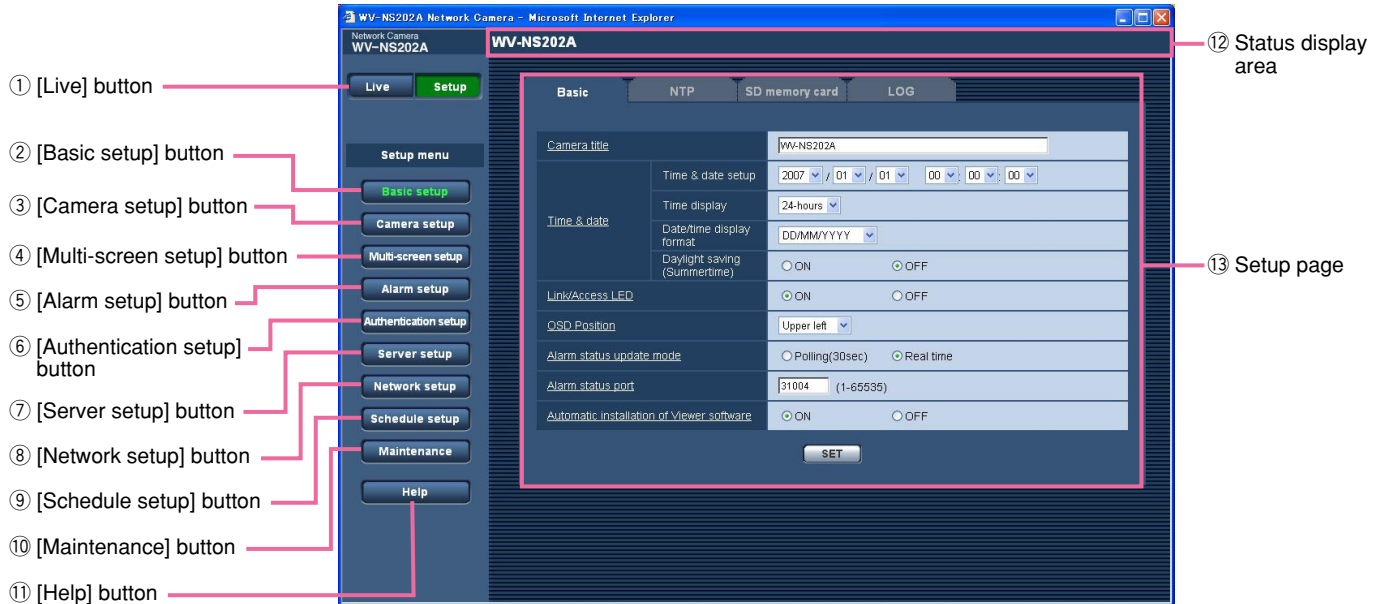 WV-NS202A Network Camera - Microsoft Internet Explorer
Network Camera
WV-NS202A
WV-NS202A
⑫ Status display
area
① [Live] button
Live
Setup
Basic
NTP
SD memory card
LOG
② [Basic setup] button
③ [Camera setup] button
④ [Multi-screen setup] button
⑤ [Alarm setup] button
⑥ [Authentication setup]
button
⑦ [Server setup] button
⑧ [Network setup] button
⑨ [Schedule setup] button
⑩ [Maintenance] button
⑪ [Help] button
Setup menu
Basic setup
Camera setup
Multi-screen setup
Alarm setup
Authentication setup
Server setup
Network setup
Schedule setup
Maintenance
Help
Camera title
WV-NS202A
Time & date
Time & date setup
2007 / 01 / 01 00 : 00 : 00
Time display
24-hours
Date/time display
format
DD/MM/YYYY
Daylight saving
(Summertime)
ON OFF
Link/Access LED
ON OFF
OSD Position
Upper left
Alarm status update mode
Polling(30sec) Real time
Alarm status port
31004 (1-65535)
Automatic installation of Viewer software
ON OFF
SET
⑬ Setup page